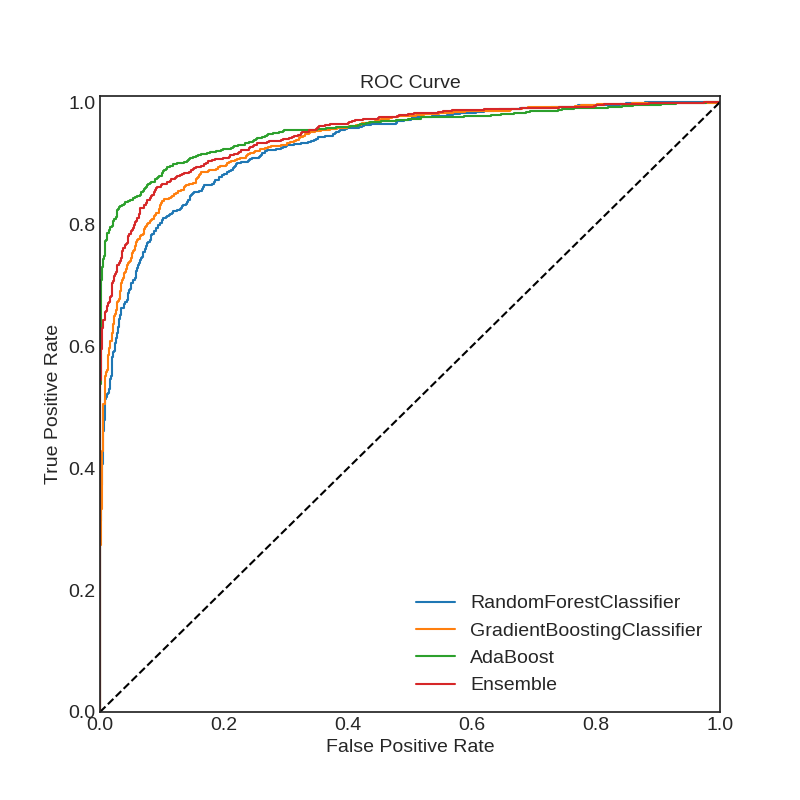 ROC Curve
1.0
0.8
0.6
0.4
0.2
0.0
True Positive Rate
RandomForestClassifier
GradientBoostingClassifier
AdaBoost
Ensemble
0.0 0.2 0.4 0.6 0.8 1.0
False Positive Rate